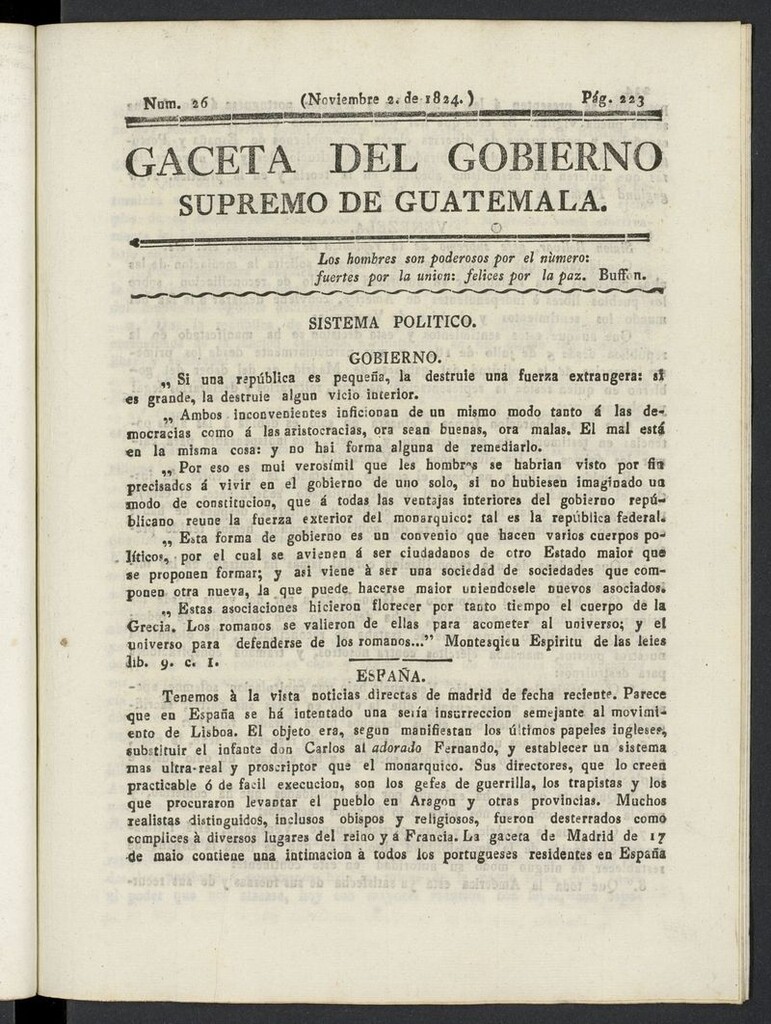 Num. 26 (Noviembre 2. de 1824.) Pág. 223
GACETA DEL GOBIERNO
SUPREMO DE GUATEMALA.
Los hombres son poderosos por el nùmero:
fuertes por la union: felices por la paz. Buffon.
SISTEMA POLITICO.
GOBIERNO.
„ Si una república es pequeña, la destruie una fuerza extrangera: si
es grande, la destruie algun vicio interior.
„ Ambos inconvenientes inficionan de un mismo modo tanto á las de-
mocracias como á las aristocracias, ora sean buenas, ora malas. El mal está
en la misma cosa: y no hai forma alguna de remediarlo.
„ Por eso es mui verosímil que les hombres se habrian visto por fin
precisados á vivir en el gobierno de uno solo, si no hubiesen imaginado un
modo de constitucion, que á todas las ventajas interiores del gobierno repú-
blicano reune la fuerza exterior del monarquico: tal es la república federal.
„ Esta forma de gobierno es un convenio que hacen varios cuerpos po-
líticos, por el cual se avienen á ser ciudadanos de otro Estado maior que
se proponen formar; y asi viene à ser una sociedad de sociedades que com-
ponen otra nueva, la que puede hacerse maior uniendosele nuevos asociados.
„ Estas asociaciones hicieron florecer por tanto tiempo el cuerpo de la
Grecia. Los romanos se valieron de ellas para acometer al universo; y el
universo para defenderse de los romanos...” Montesqieu Espiritu de las leies
lib. 9. c. 1.
ESPAÑA.
Tenemos à la vista noticias directas de madrid de fecha reciente. Parece
que en España se há intentado una seria insurreccion semejante al movimi-
ento de Lisboa. El objeto era, segun manifiestan los últimos papeles ingleses,
substituir el infante don Carlos al adorado Fernando, y establecer un sistema
mas ultra-real y proscriptor que el monarquico. Sus directores, que lo creen
practicable ó de facil execucion, son los gefes de guerrilla, los trapistas y los
que procuraron levantar el pueblo en Aragon y otras provincias. Muchos
realistas distinguidos, inclusos obispos y religiosos, fueron desterrados como
complices à diversos lugares del reino y á Francia. La gaceta de Madrid de 17
de maio contiene una intimacion à todos los portugueses residentes en España